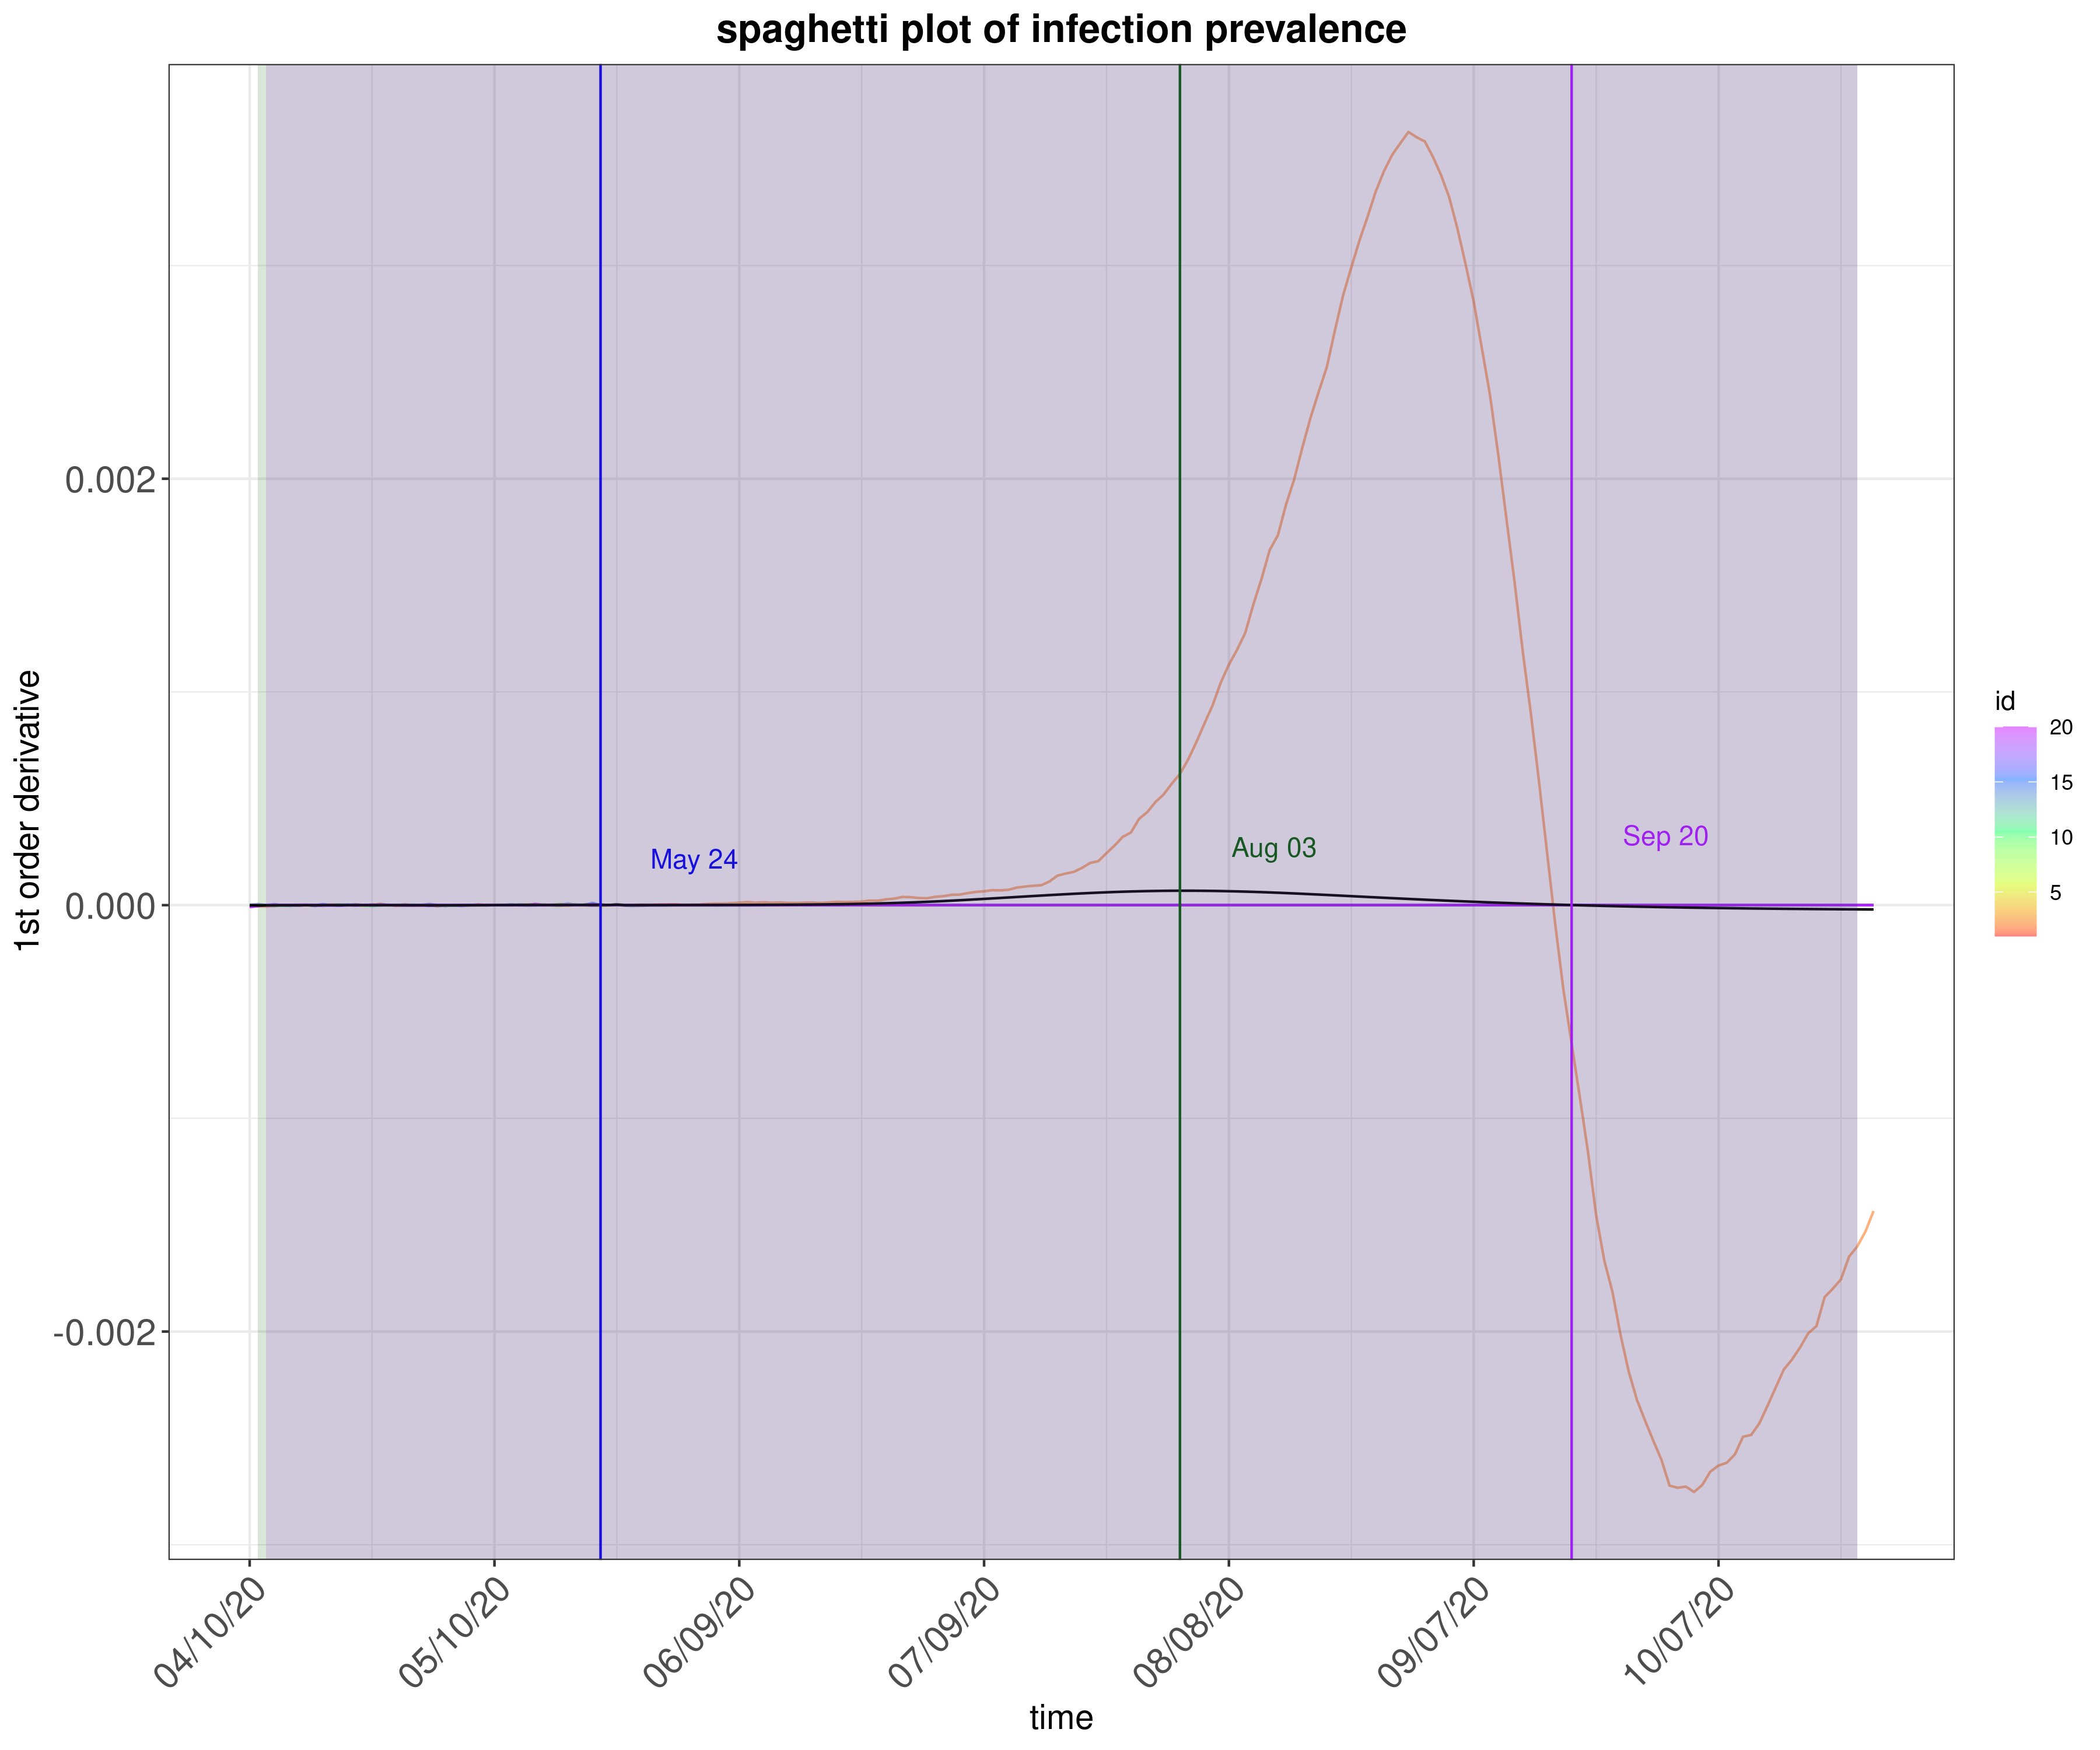 spaghetti plot of infection prevalence
1st order derivative
0.002
0.000
-0.002
May 24
Aug 03
Sep 20
id
20
15
10
5
04/10/20
05/10/20
06/09/20
07/09/20
08/08/20
09/07/20
10/07/20
time